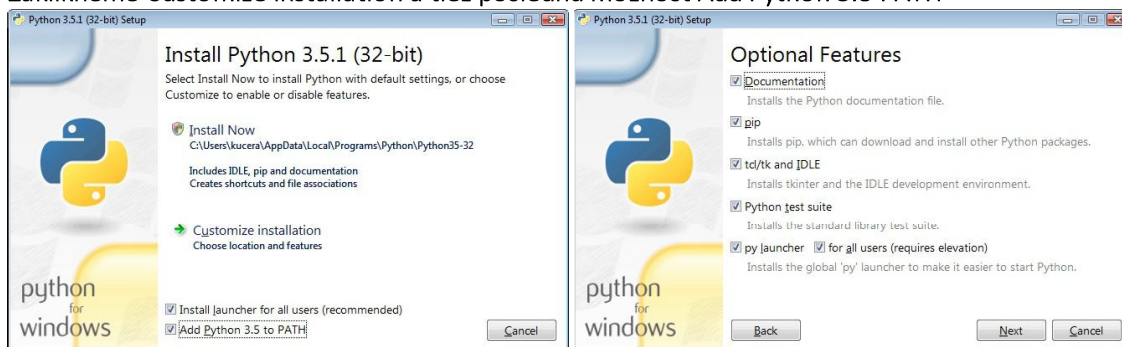 Python 3.5.1 (32-bit) Setup
Install Python 3.5.1 (32-bit)
Select Install Now to install Python with default settings, or choose
Customize to enable or disable features.
Install Now
C:\Users\kucera\AppData\Local\Programs\Python\Python35-32
Includes IDLE, pip and documentation
Creates shortcuts and file associations
Customize installation
Choose location and features
Install launcher for all users (recommended)
Add Python 3.5 to PATH
Cancel
python
for
windows
Python 3.5.1 (32-bit) Setup
Optional Features
Documentation
Installs the Python documentation file.
pip
Installs pip, which can download and install other Python packages.
td/tk and IDLE
Installs tkinter and the IDLE development environment.
Python test suite
Installs the standard library test suite.
py launcher for all users (requires elevation)
Installs the global 'py' launcher to make it easier to start Python.
python
for
windows
Back
Next
Cancel